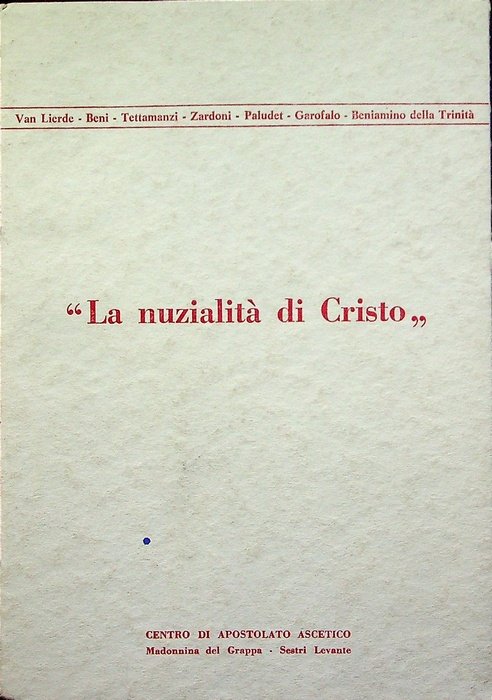 Van Lierde - Beni - Tettamanzi - Zardoni - Paludet - Garofalo - Beniamino della Trinità
“La nuzialità di Cristo„
CENTRO DI APOSTOLATO ASCETICO
Madonnina del Grappa - Sestri Levante